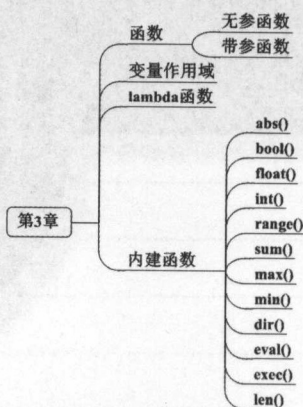 第3章
函数
无参函数
带参函数
变量作用域
lambda函数
内建函数
abs()
bool()
float()
int()
range()
sum()
max()
min()
dir()
eval()
exec()
len()